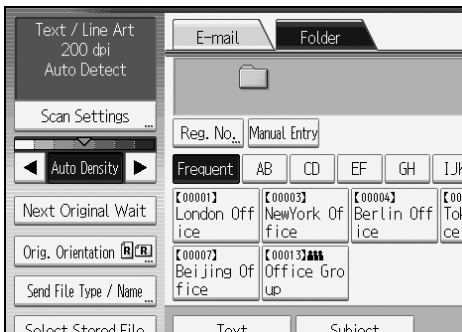 Text / Line Art
200 dpi
Auto Detect
Scan Settings
Auto Density
Next Original Wait
Orig. Orientation R R
Send File Type / Name
Select Stored File
E-mail
Folder
Reg. No.
Manual Entry
Frequent AB CD EF GH IJK
【00001】
London Off
ice
【00003】
NewYork Of
fice
【00004】
Berlin Off
ice
【00007】
Beijing Of
fice
【00013】
Office Gro
up
Text
Subject